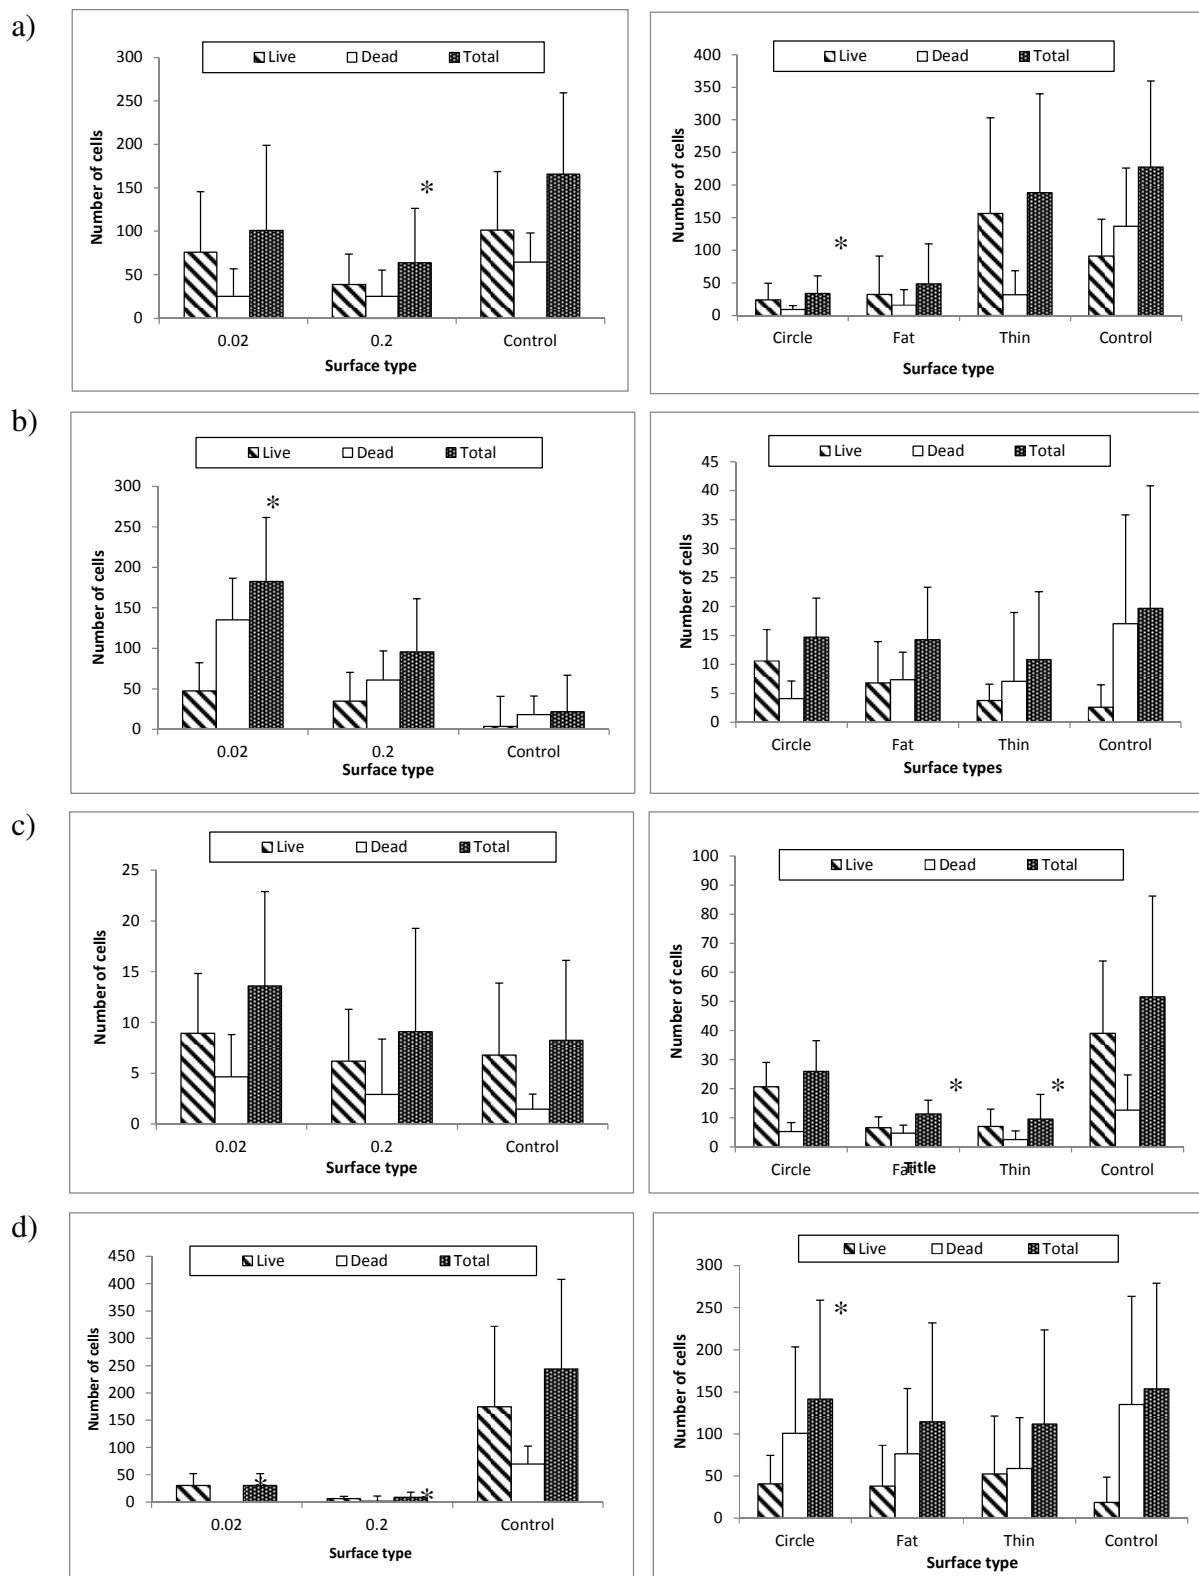 a)
Live Dead Total
Number of cells
300
250
200
150
100
50
0
*
0.02 0.2 Control
Surface type
Live Dead Total
Number of cells
400
350
300
250
200
150
100
50
0
*
Circle Fat Thin Control
Surface type
b)
Live Dead Total
Number of cells
300
250
200
150
100
50
0
*
0.02 0.2 Control
Surface type
Live Dead Total
Number of cells
45
40
35
30
25
20
15
10
5
0
Circle Fat Thin Control
Surface types
c)
Live Dead Total
Number of cells
25
20
15
10
5
0
0.02 0.2 Control
Surface type
Live Dead Total
Number of cells
100
90
80
70
60
50
40
30
20
10
0
* *
Circle Fat Thin Control
Title
d)
Live Dead Total
Number of cells
450
400
350
300
250
200
150
100
50
0
* *
0.02 0.2 Control
Surface type
Live Dead Total
Number of cells
300
250
200
150
100
50
0
*
Circle Fat Thin Control
Surface type